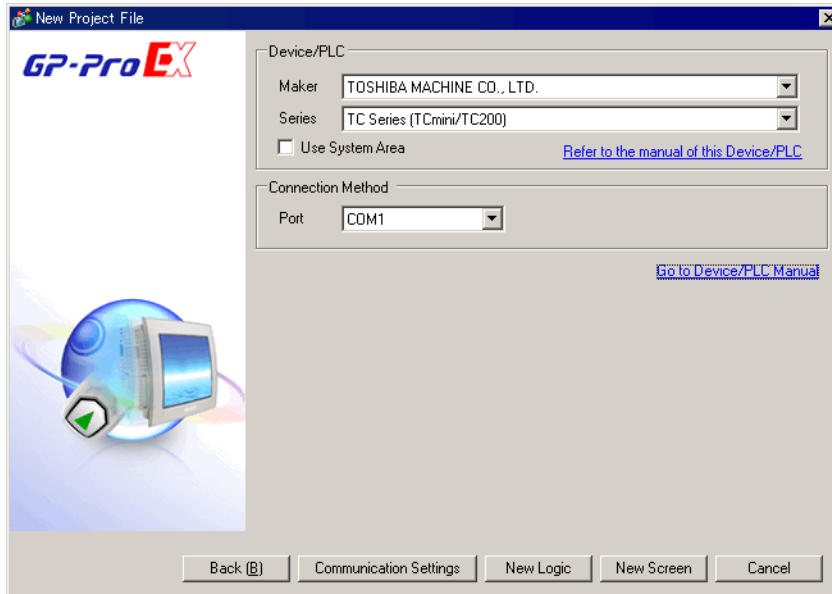 New Project File
GP-Pro EX
Device/PLC
Maker TOSHIBA MACHINE CO., LTD.
Series TC Series (TCmini/TC200)
Use System Area Refer to the manual of this Device/PLC
Connection Method
Port COM1
Go to Device/PLC Manual
Back (B) Communication Settings New Logic New Screen Cancel